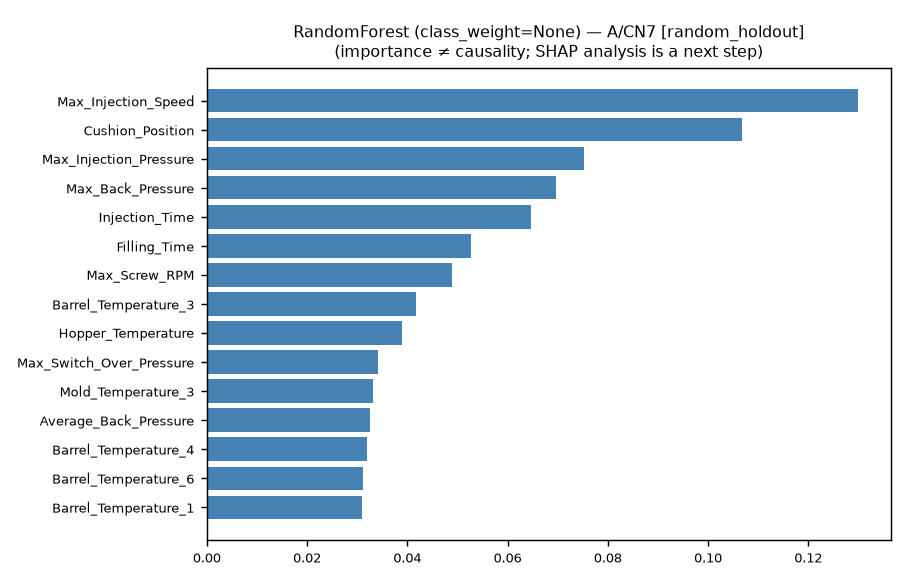 RandomForest (class_weight=None) — A/CN7 [random_holdout]
(importance ≠ causality; SHAP analysis is a next step)
Max_Injection_Speed
Cushion_Position
Max_Injection_Pressure
Max_Back_Pressure
Injection_Time
Filling_Time
Max_Screw_RPM
Barrel_Temperature_3
Hopper_Temperature
Max_Switch_Over_Pressure
Mold_Temperature_3
Average_Back_Pressure
Barrel_Temperature_4
Barrel_Temperature_6
Barrel_Temperature_1
0.00 0.02 0.04 0.06 0.08 0.10 0.12